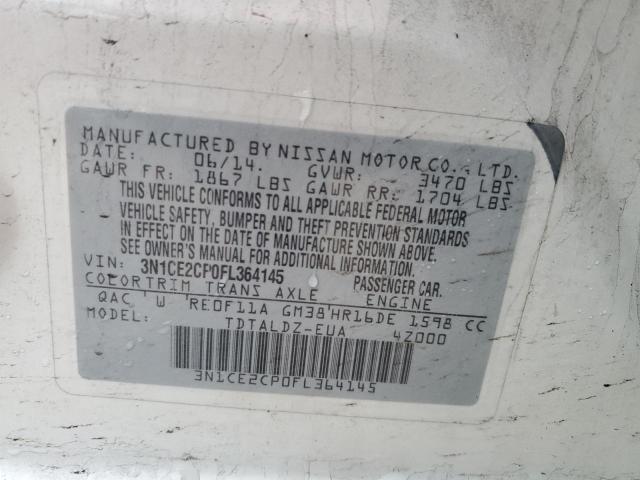 MANUFACTURED BY NISSAN MOTOR CO., LTD.
DATE: 06/14. GVWR: 3470 LBS
GAWR FR: 1867 LBS GAWR RR: 1704 LBS
THIS VEHICLE CONFORMS TO ALL APPLICABLE FEDERAL MOTOR
VEHICLE SAFETY, BUMPER AND THEFT PREVENTION STANDARDS
IN EFFECT ON THE DATE OF MANUFACTURE SHOWN ABOVE.
SEE OWNER'S MANUAL FOR ADDITIONAL INFORMATION
VIN: 3N1CE2CP0FL364145 PASSENGER CAR.
COLOR TRIM TRANS AXLE ENGINE
QAC W RE0F11A GM38 HR16DE 1598 CC
MODEL: TDTALDZ-EUA 4Z000
3N1CE2CP0FL364145